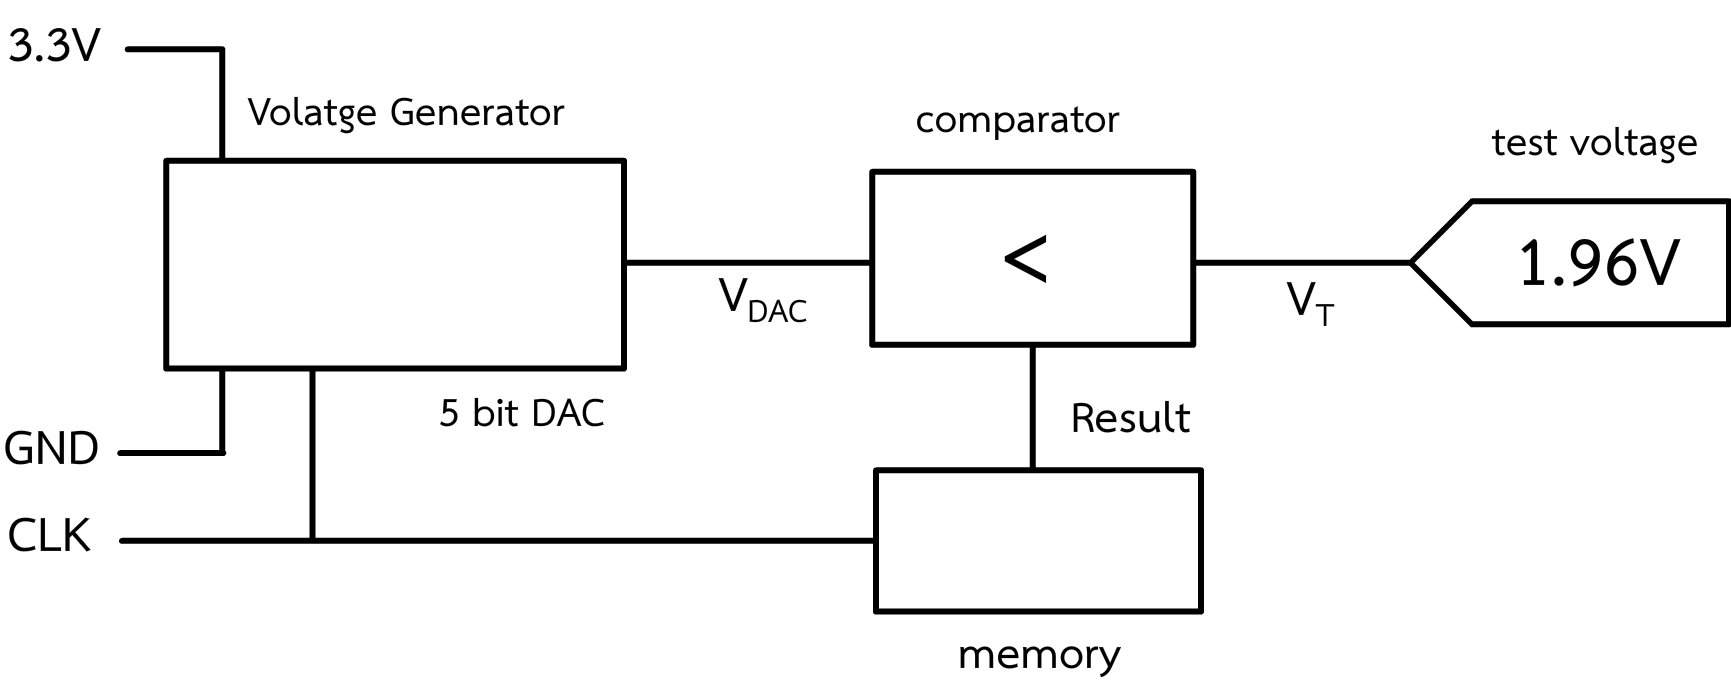 3.3V
Volatge Generator
comparator
test voltage
<
1.96V
VDAC
VT
5 bit DAC
Result
GND
CLK
memory